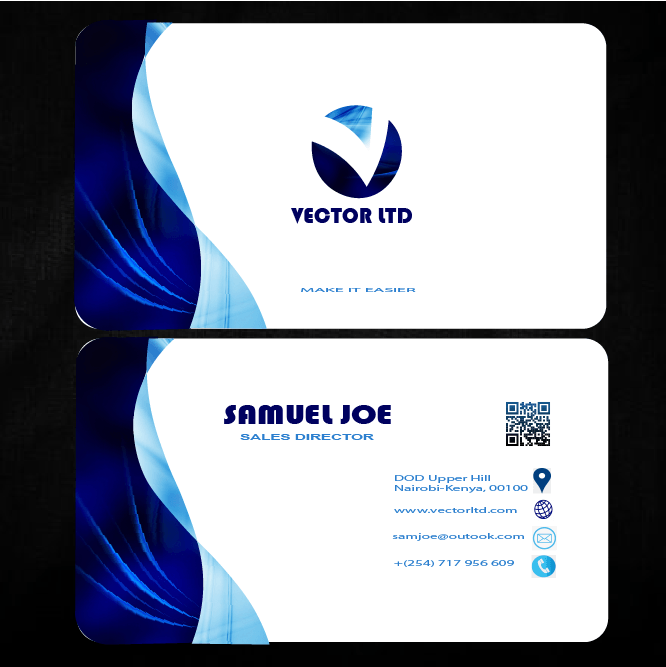 VECTOR LTD
MAKE IT EASIER
SAMUEL JOE
SALES DIRECTOR
DOD Upper Hill
Nairobi-Kenya, 00100
www.vectorltd.com
samjoe@outook.com
+(254) 717 956 609